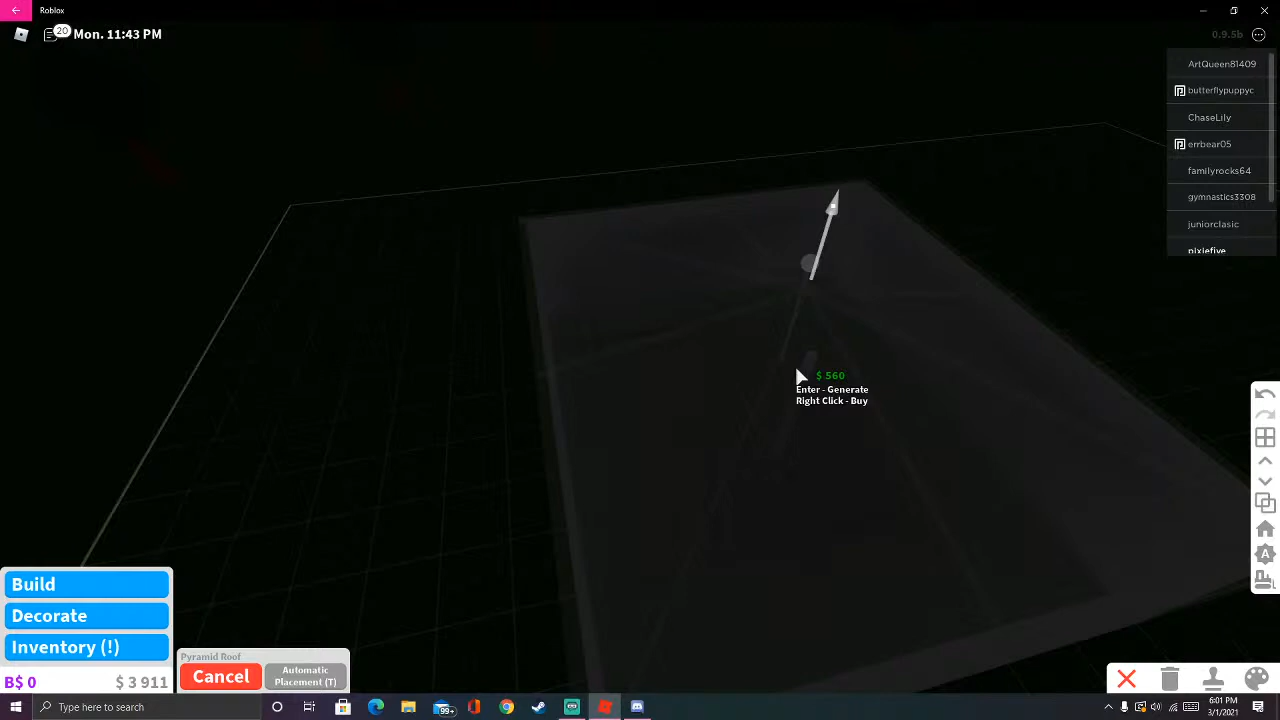 Roblox
20
Mon. 11:43 PM
0.9.5b
ArtQueen81409
butterflypuppyc
ChaseLily
errbear05
familyrocks64
gymnastics3308
juniorclasic
pixiefive
$ 560
Enter - Generate
Right Click - Buy
A
Build
Decorate
Inventory (!)
B$ 0
$ 3 911
Pyramid Roof
Cancel
Automatic
Placement (T)
Type here to search
99+
6:01 PM
3/1/2021